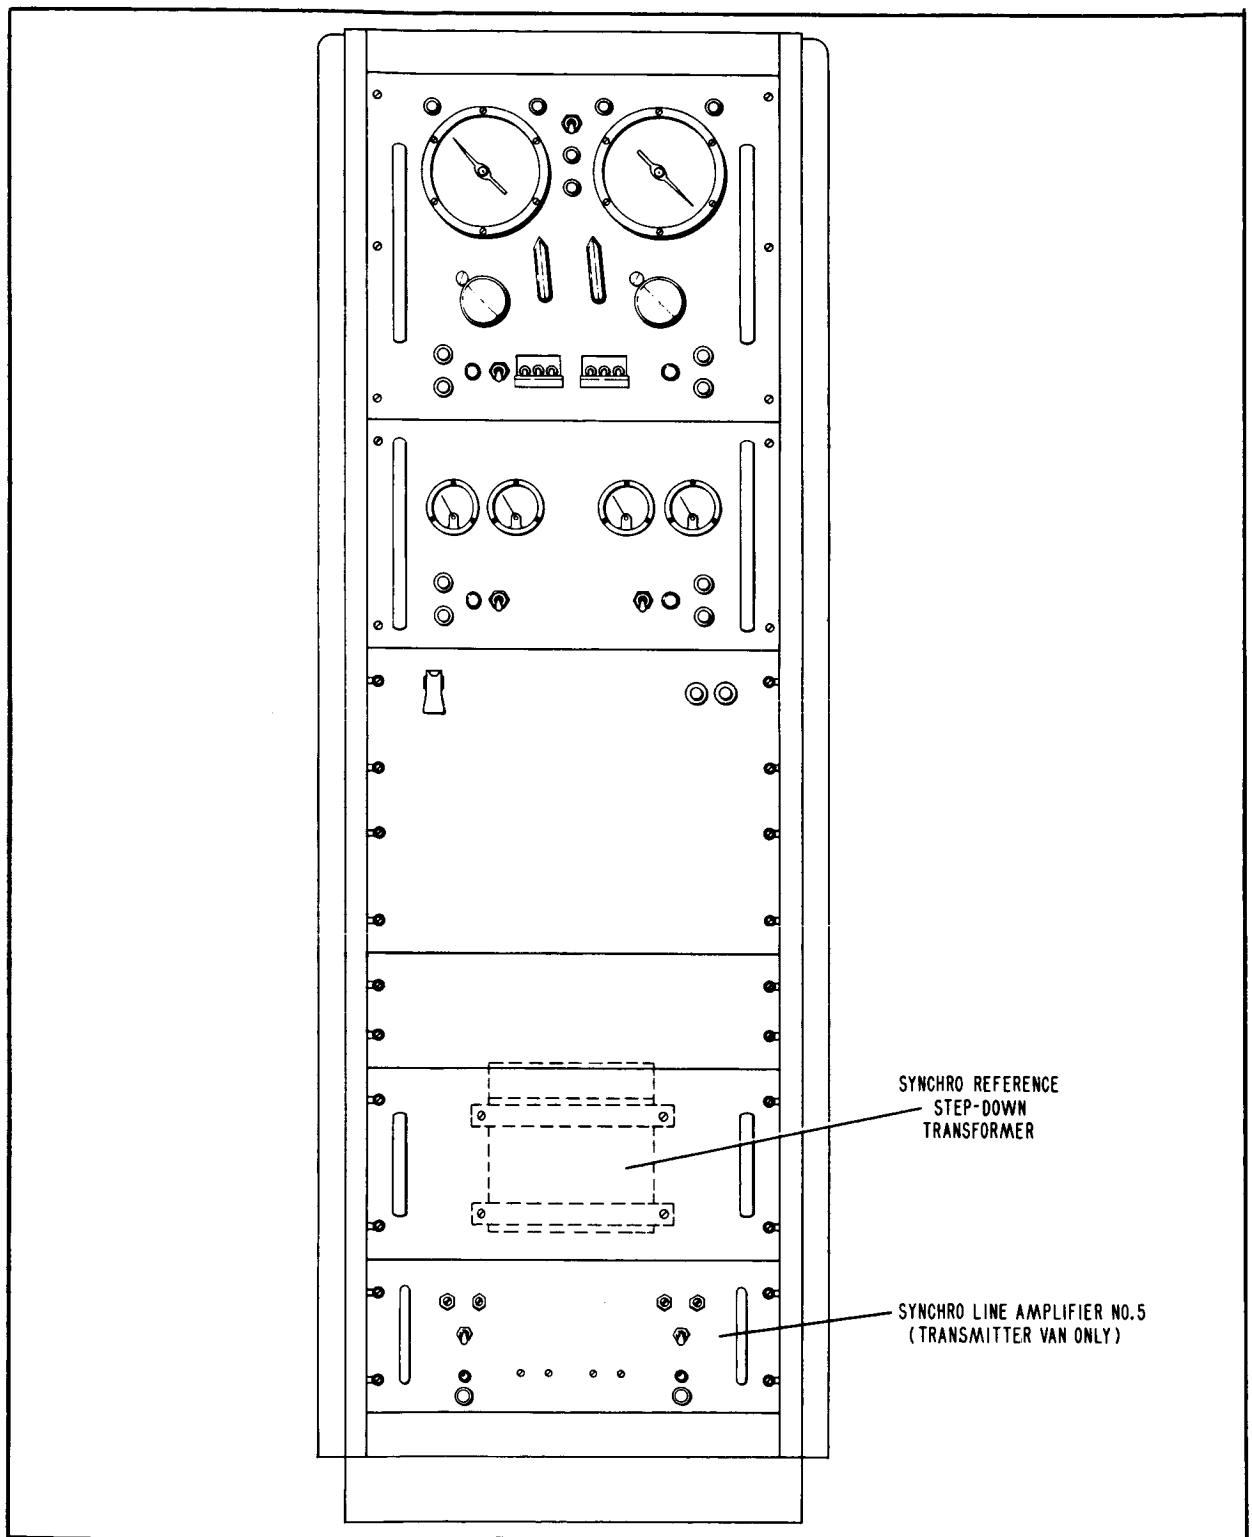 SYNCHRO REFERENCE
STEP-DOWN
TRANSFORMER
SYNCHRO LINE AMPLIFIER NO.5
(TRANSMITTER VAN ONLY)